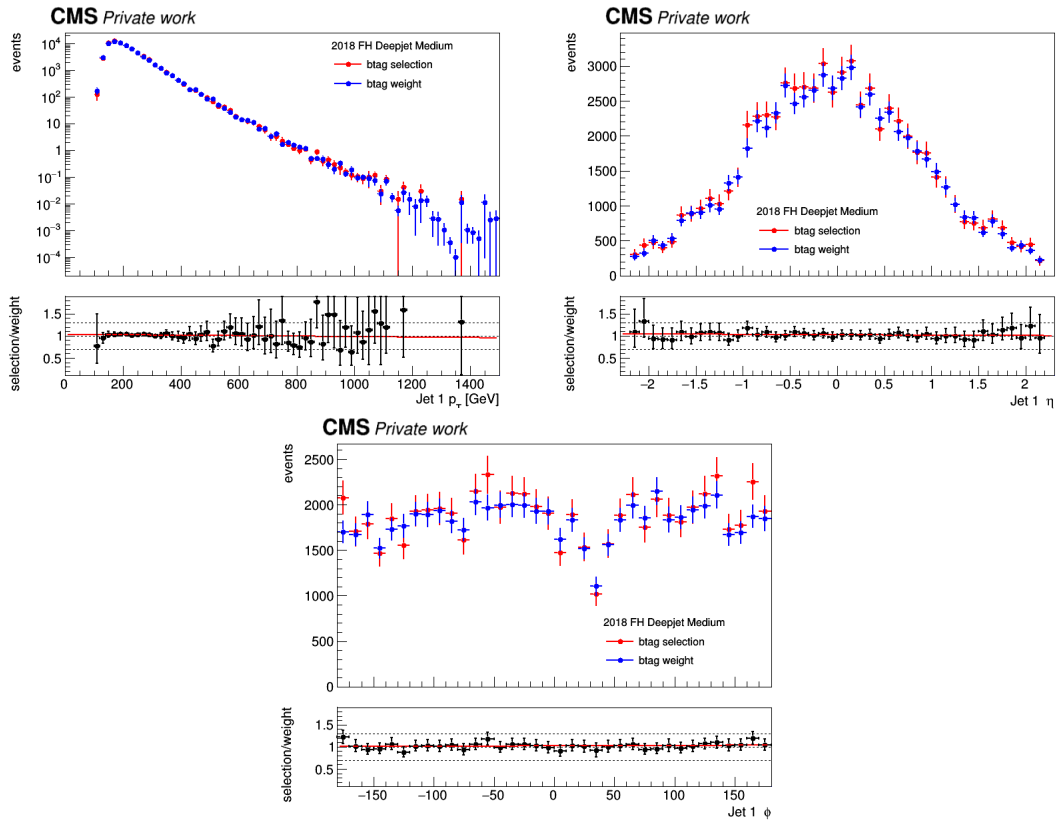 CMS Private work
events
2018 FH Deepjet Medium
btag selection
btag weight
10⁴
10³
10²
10
1
10⁻¹
10⁻²
10⁻³
10⁻⁴
selection/weight
1.5
1
0.5
0 200 400 600 800 1000 1200 1400
Jet 1 p_T [GeV]
CMS Private work
events
3000
2500
2000
1500
1000
500
0
2018 FH Deepjet Medium
btag selection
btag weight
selection/weight
1.5
1
0.5
−2 −1.5 −1 −0.5 0 0.5 1 1.5 2
Jet 1 η
CMS Private work
events
2500
2000
1500
1000
500
0
2018 FH Deepjet Medium
btag selection
btag weight
selection/weight
1.5
1
0.5
−150 −100 −50 0 50 100 150
Jet 1 ϕ